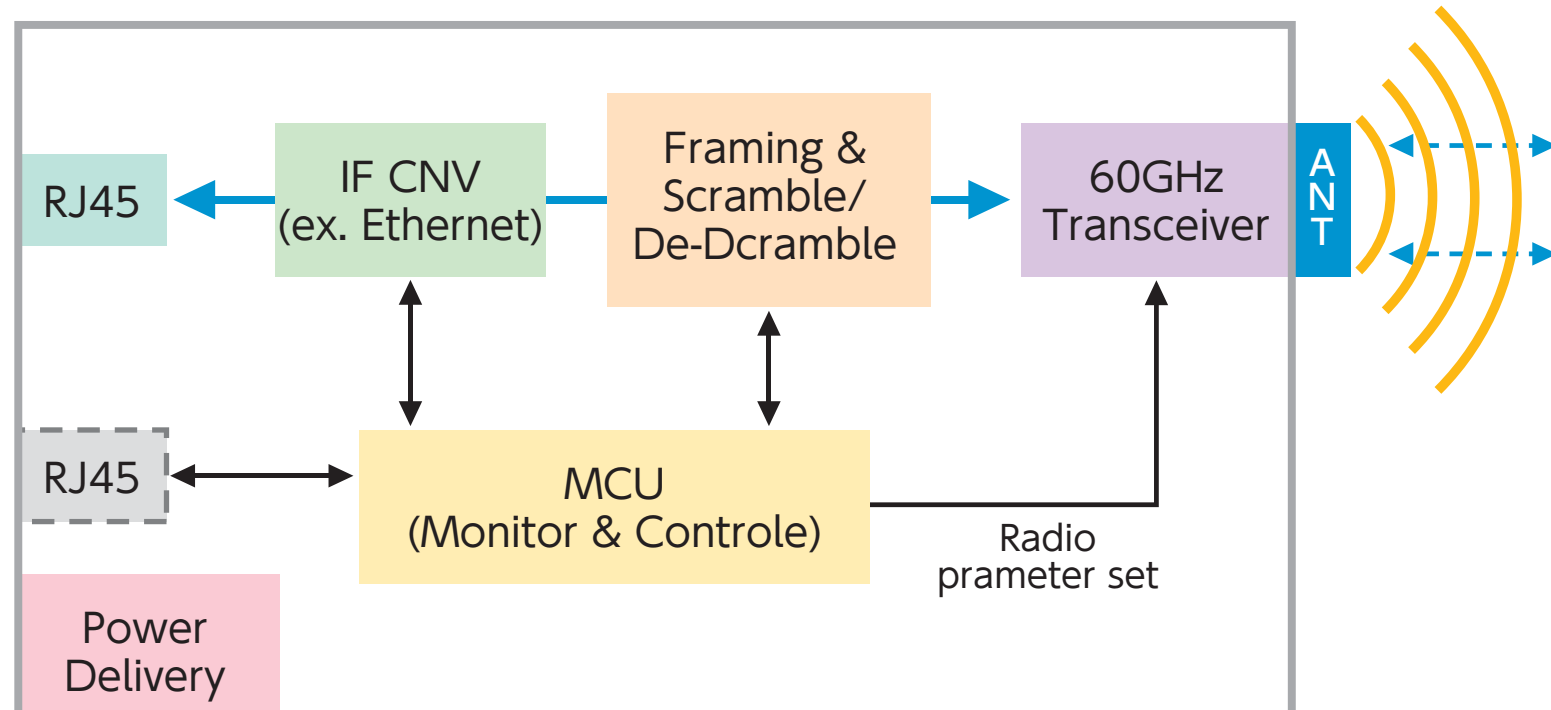 RJ45
IF CNV
(ex. Ethernet)
Framing &
Scramble/
De-Dcramble
60GHz
Transceiver
ANT
RJ45
MCU
(Monitor & Controle)
Radio
prameter set
Power
Delivery